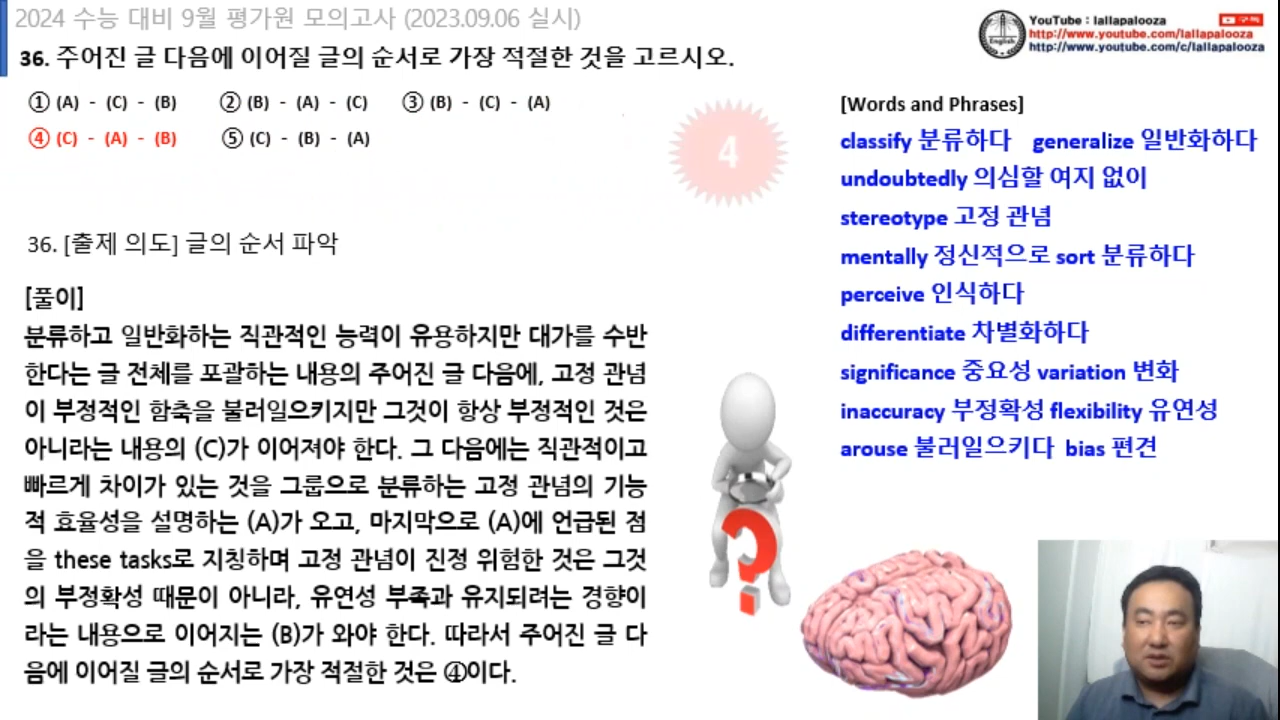 2024 수능 대비 9월 평가원 모의고사 (2023.09.06 실시)
YouTube : lallapalooza
구독
http://www.youtube.com/lallapalooza
http://www.youtube.com/c/lallapalooza
English
36. 주어진 글 다음에 이어질 글의 순서로 가장 적절한 것을 고르시오.
① (A) - (C) - (B) ② (B) - (A) - (C) ③ (B) - (C) - (A)
④ (C) - (A) - (B) ⑤ (C) - (B) - (A)
4
36. [출제 의도] 글의 순서 파악
[풀이]
분류하고 일반화하는 직관적인 능력이 유용하지만 대가를 수반
한다는 글 전체를 포괄하는 내용의 주어진 글 다음에, 고정 관념
이 부정적인 함축을 불러일으키지만 그것이 항상 부정적인 것은
아니라는 내용의 (C)가 이어져야 한다. 그 다음에는 직관적이고
빠르게 차이가 있는 것을 그룹으로 분류하는 고정 관념의 기능
적 효율성을 설명하는 (A)가 오고, 마지막으로 (A)에 언급된 점
을 these tasks로 지칭하며 고정 관념이 진정 위험한 것은 그것
의 부정확성 때문이 아니라, 유연성 부족과 유지되려는 경향이
라는 내용으로 이어지는 (B)가 와야 한다. 따라서 주어진 글 다
음에 이어질 글의 순서로 가장 적절한 것은 ④이다.
[Words and Phrases]
classify 분류하다 generalize 일반화하다
undoubtedly 의심할 여지 없이
stereotype 고정 관념
mentally 정신적으로 sort 분류하다
perceive 인식하다
differentiate 차별화하다
significance 중요성 variation 변화
inaccuracy 부정확성 flexibility 유연성
arouse 불러일으키다 bias 편견